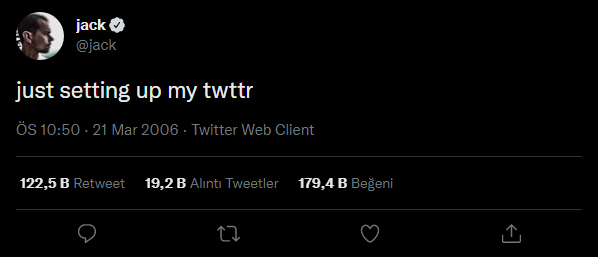 jack
@jack
just setting up my twttr
ÖS 10:50 · 21 Mar 2006 · Twitter Web Client
122,5 B Retweet 19,2 B Alıntı Tweetler 179,4 B Beğeni